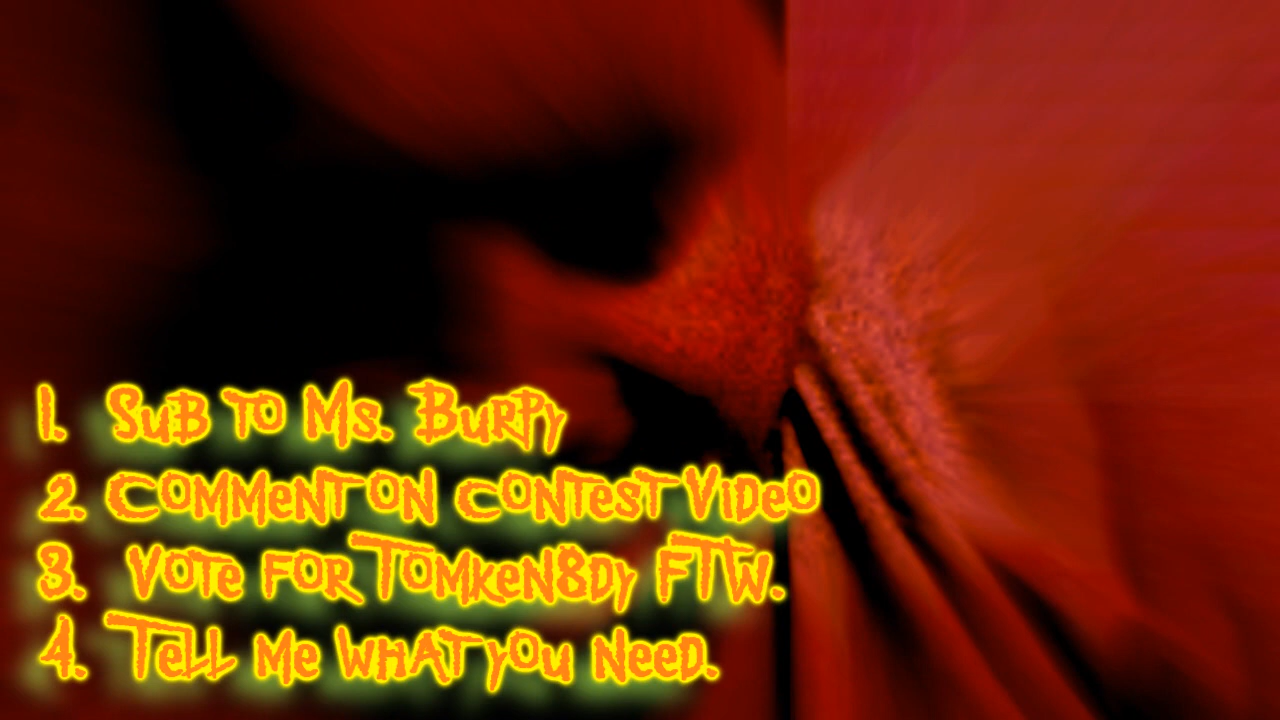 1. Sub to Ms. Burpy
2. Comment on contest video
3. Vote for Tomken8dy FTW.
4. Tell me what you need.